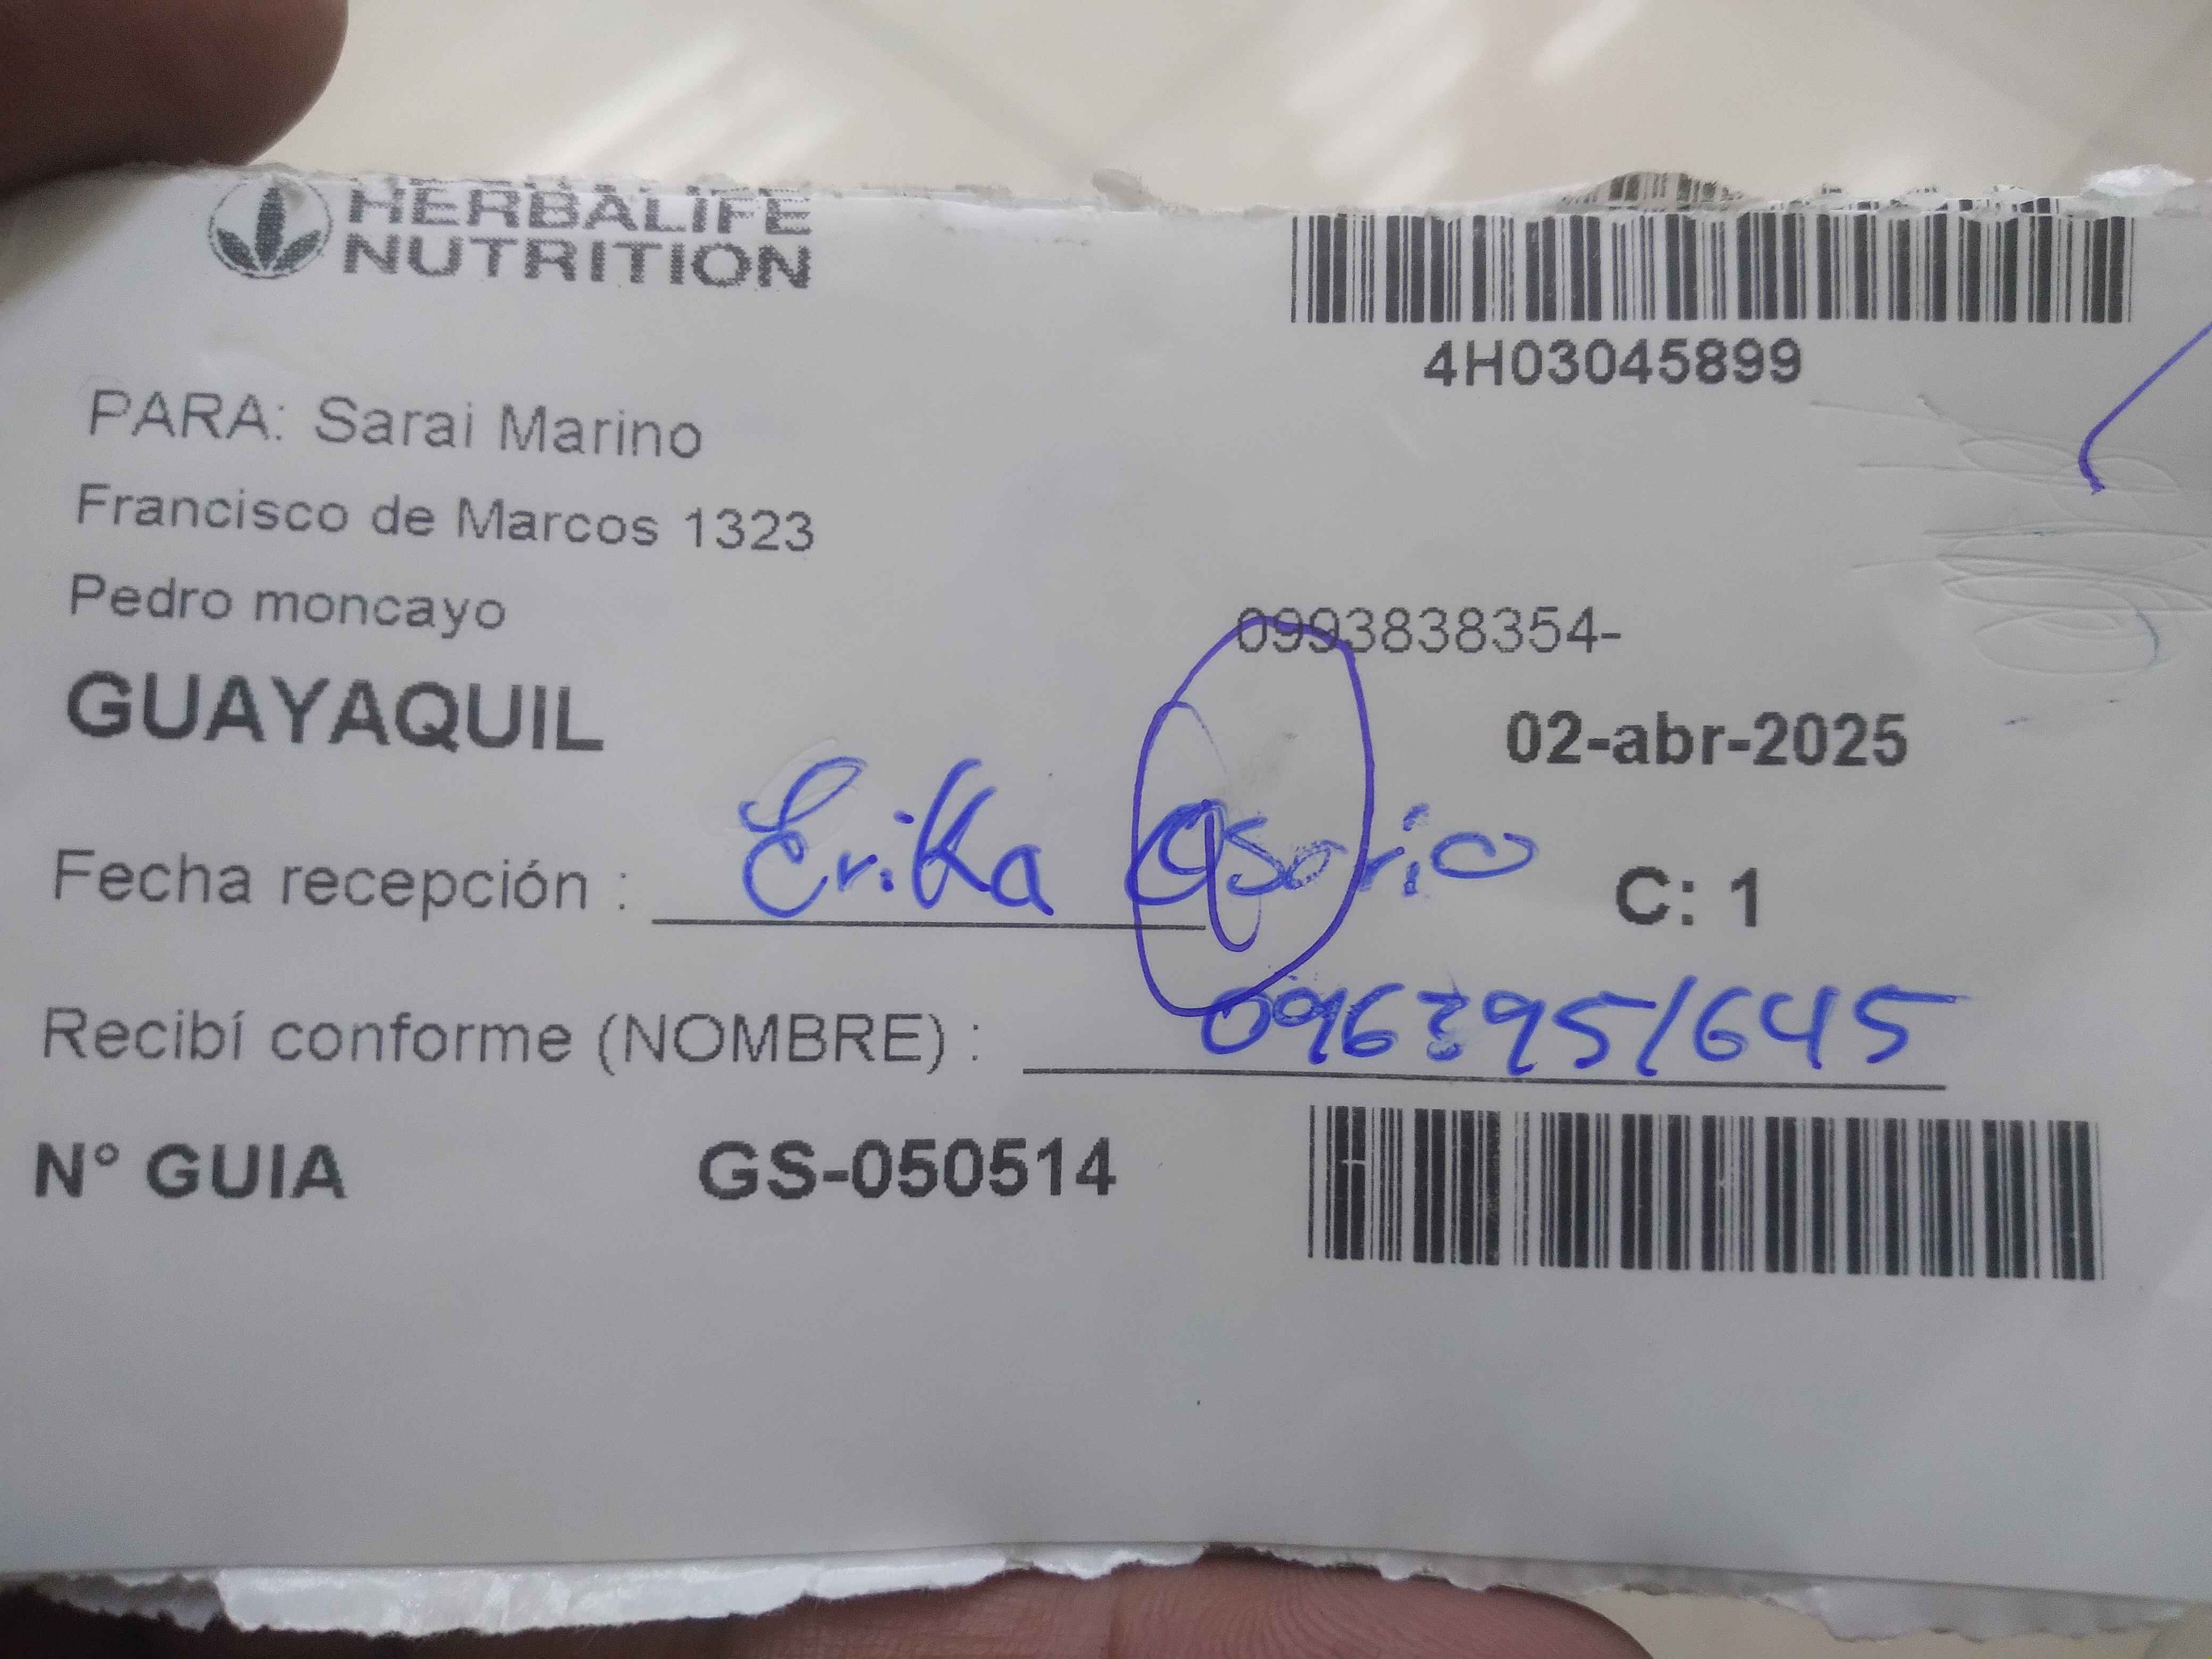 HERBALIFE
NUTRITION
4H03045899
PARA: Sarai Marino
Francisco de Marcos 1323
Pedro moncayo
0993838354-
GUAYAQUIL
02-abr-2025
Fecha recepción : Erika Osorio
C: 1
Recibí conforme (NOMBRE) :
N° GUIA GS-050514